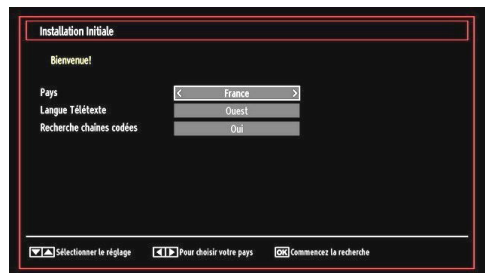 Installation Initiale
Bienvenue!
Pays < France >
Langue Télétexte Ouest
Recherche chaines codées Oui
Sélectionner le réglage Pour choisir votre pays OK Commencez la recherche